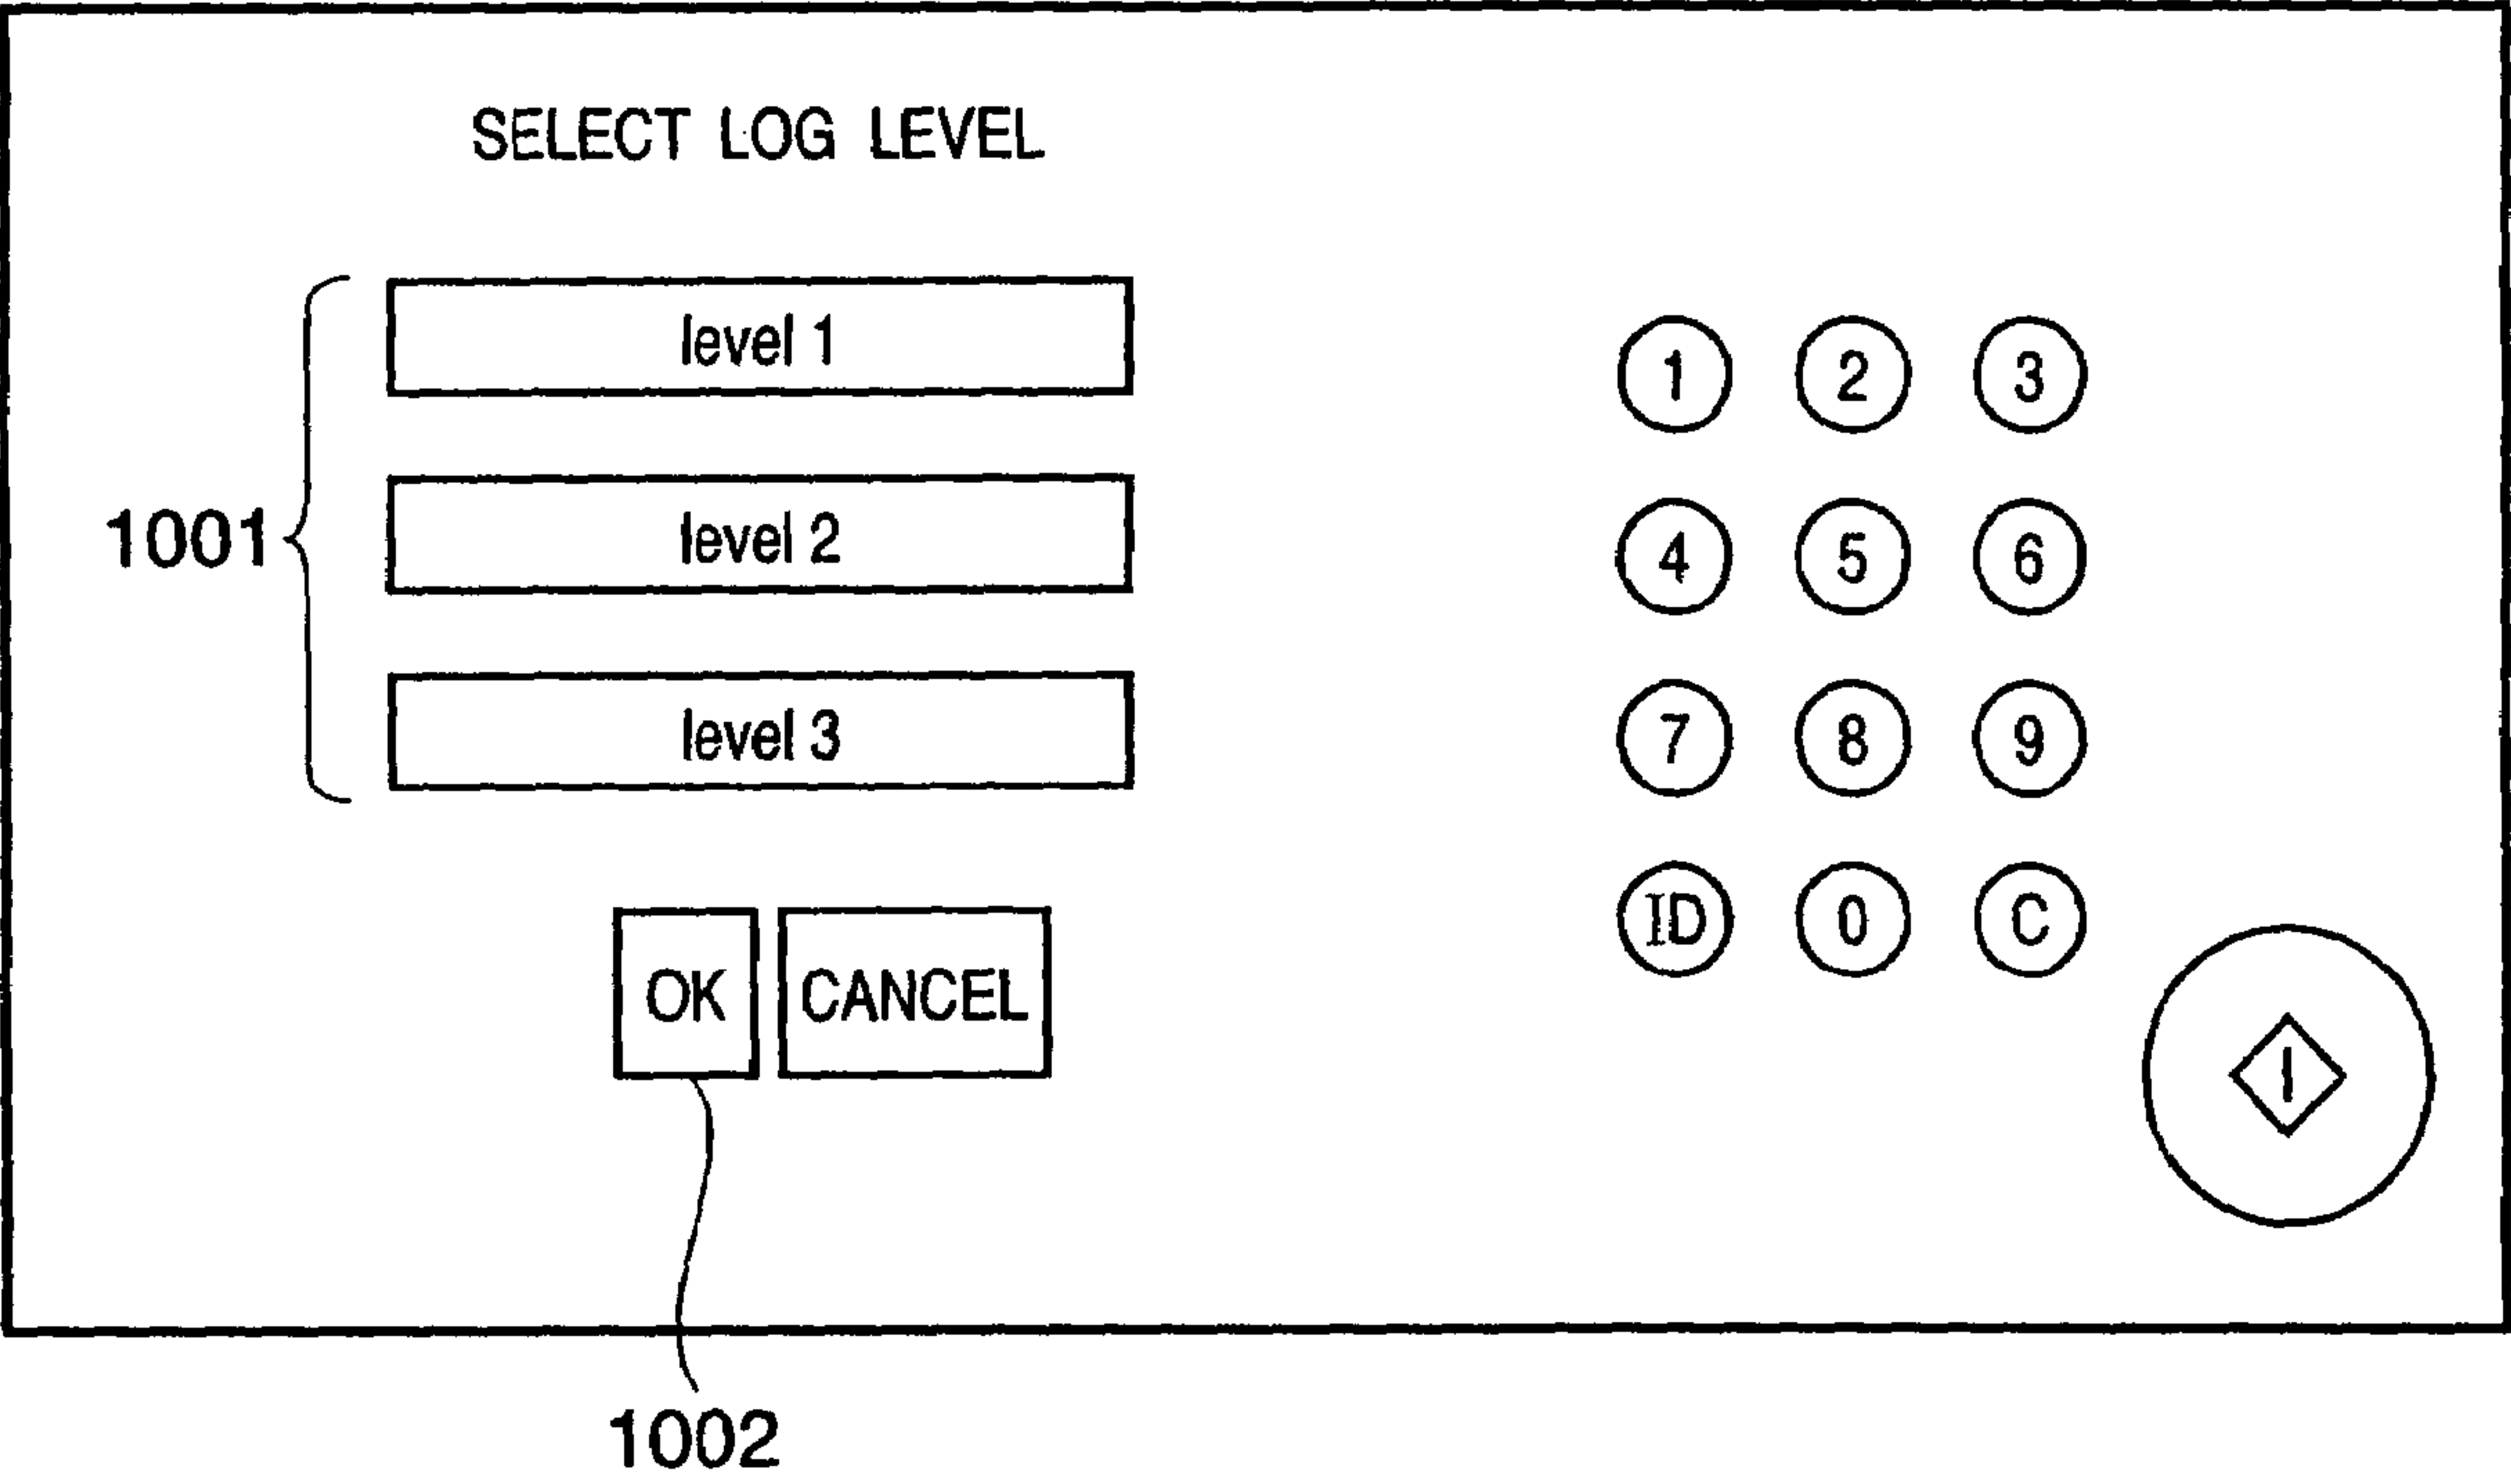 SELECT LOG LEVEL
level 1
1 2 3
1001
level 2
4 5 6
level 3
7 8 9
ID 0 C
OK CANCEL
1002